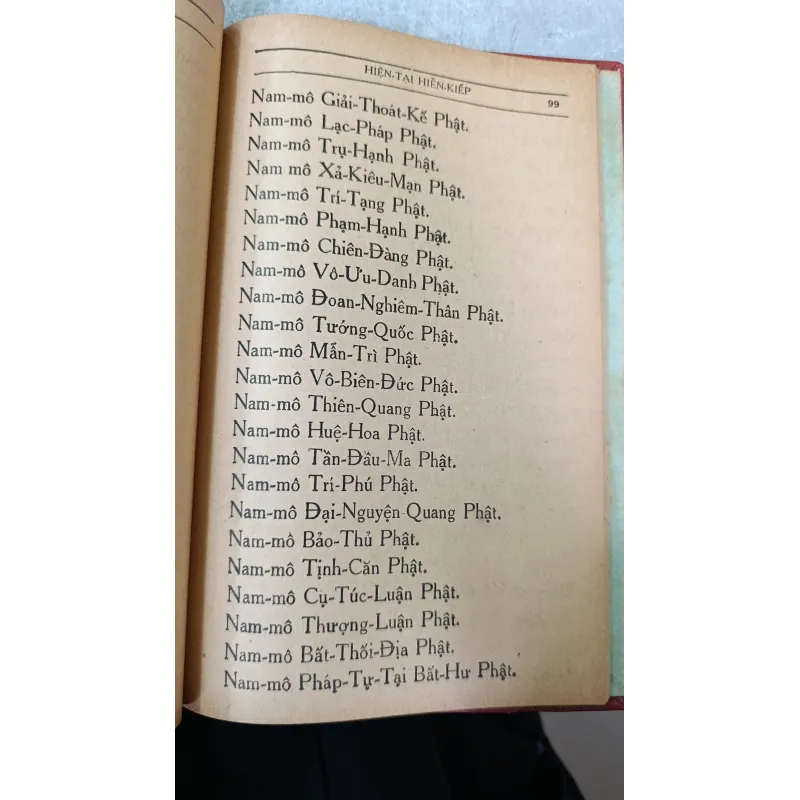 HIỆN-TẠI HIỀN-KIẾP 99
Nam-mô Giải-Thoát-Kế Phật.
Nam-mô Lạc-Pháp Phật.
Nam-mô Trụ-Hạnh Phật.
Nam mô Xả-Kiêu-Mạn Phật.
Nam-mô Trí-Tạng Phật.
Nam-mô Phạm-Hạnh Phật.
Nam-mô Chiên-Đàng Phật.
Nam-mô Vô-Ưu-Danh Phật.
Nam-mô Đoan-Nghiêm-Thân Phật.
Nam-mô Tướng-Quốc Phật.
Nam-mô Mẫn-Trì Phật.
Nam-mô Vô-Biên-Đức Phật.
Nam-mô Thiên-Quang Phật.
Nam-mô Huệ-Hoa Phật.
Nam-mô Tần-Đầu-Ma Phật.
Nam-mô Trí-Phú Phật.
Nam-mô Đại-Nguyện-Quang Phật.
Nam-mô Bảo-Thủ Phật.
Nam-mô Tịnh-Căn Phật.
Nam-mô Cụ-Túc-Luận Phật.
Nam-mô Thượng-Luận Phật.
Nam-mô Bất-Thối-Địa Phật.
Nam-mô Pháp-Tự-Tại Bất-Hư Phật.